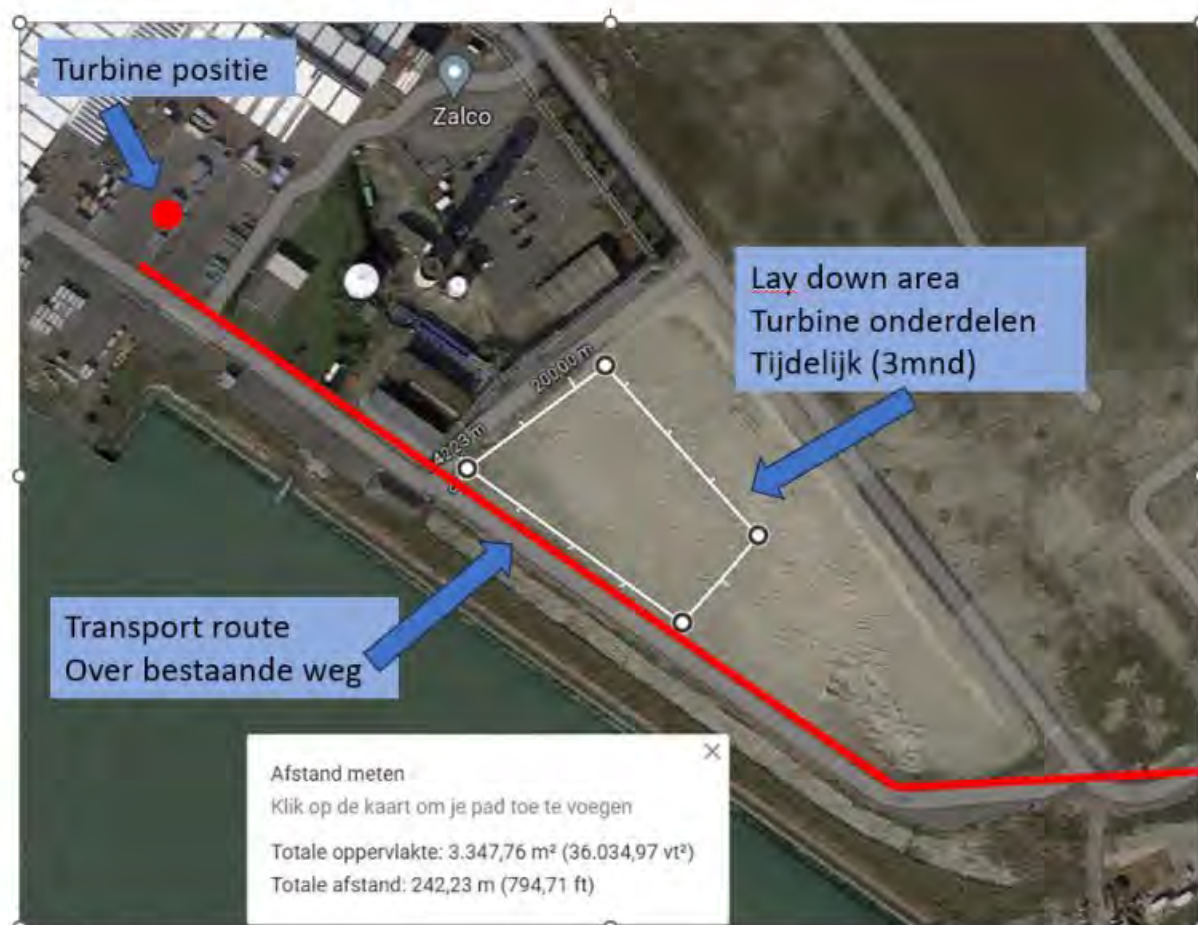 Turbine positie
Zalco
Lay down area
Turbine onderdelen
Tijdelijk (3mnd)
200.00 m
Transport route
Over bestaande weg
Afstand meten
Klik op de kaart om je pad toe te voegen
Totale oppervlakte: 3.347,76 m² (36.034,97 vt²)
Totale afstand: 242,23 m (794,71 ft)